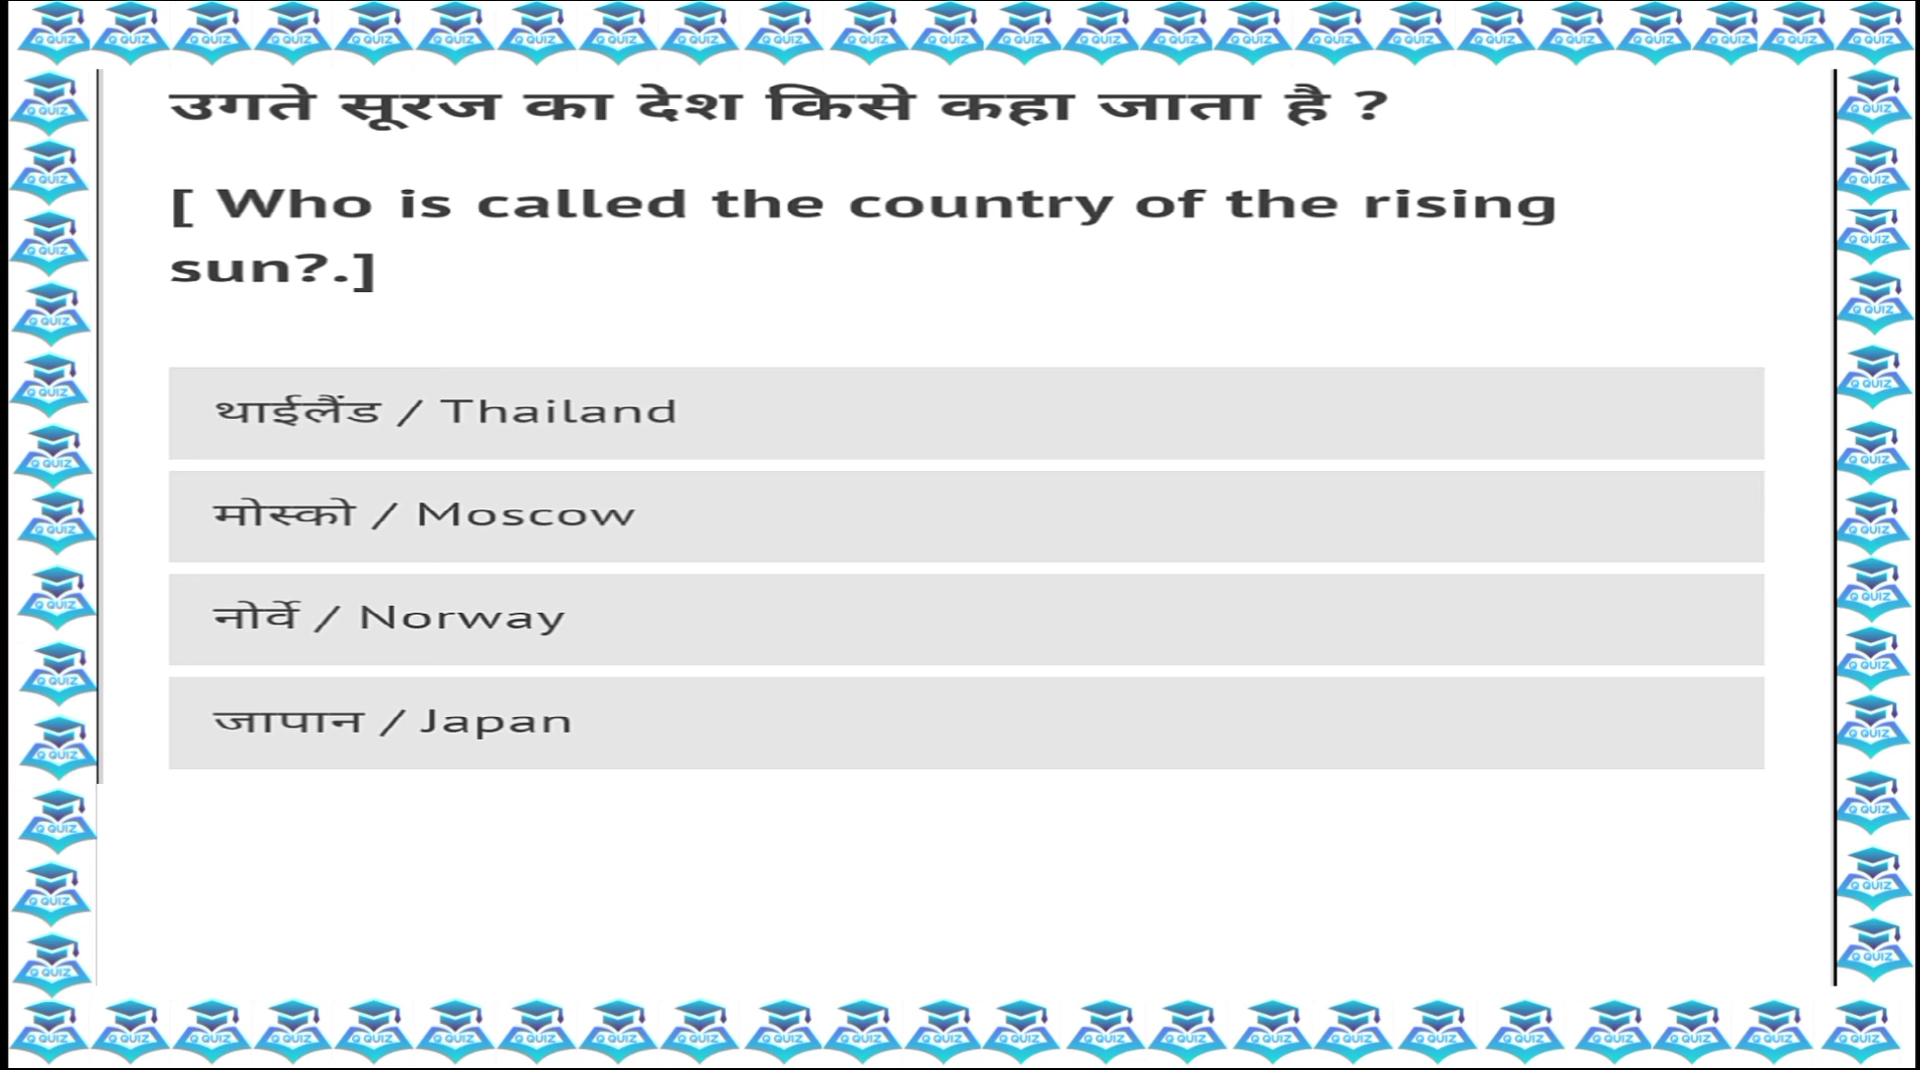 उगते सूरज का देश किसे कहा जाता है ?
[ Who is called the country of the rising
sun?.]
थाईलैंड / Thailand
मोस्को / Moscow
नोर्वे / Norway
जापान / Japan